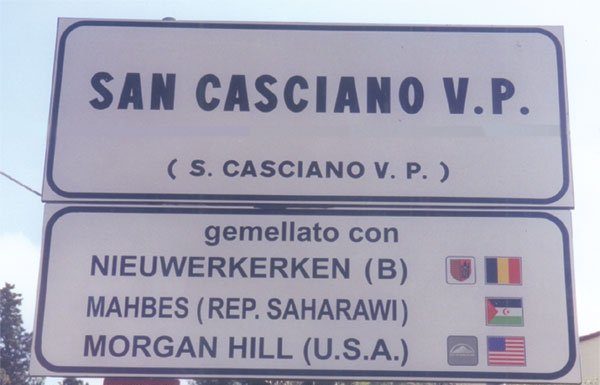 SAN CASCIANO V.P.
( S. CASCIANO V. P. )
gemellato con
NIEUWERKERKEN (B)
MAHBES (REP. SAHARAWI)
MORGAN HILL (U.S.A.)